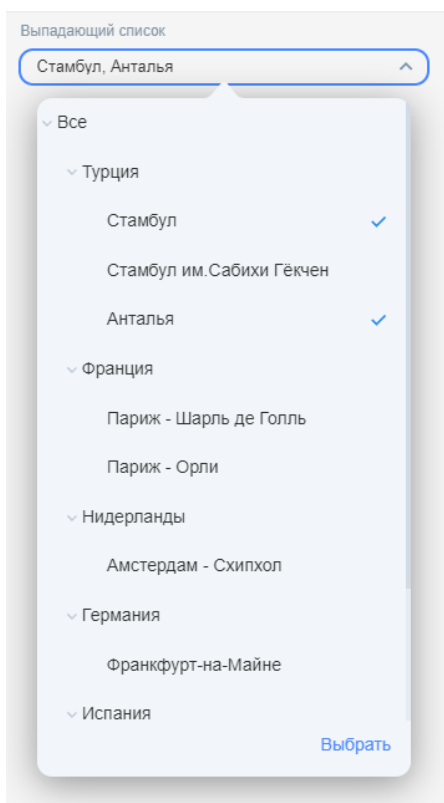 Выпадающий список
Стамбул, Анталья
Все
Турция
Стамбул
Стамбул им.Сабихи Гёкчен
Анталья
Франция
Париж - Шарль де Голль
Париж - Орли
Нидерланды
Амстердам - Схипхол
Германия
Франкфурт-на-Майне
Испания
Выбрать